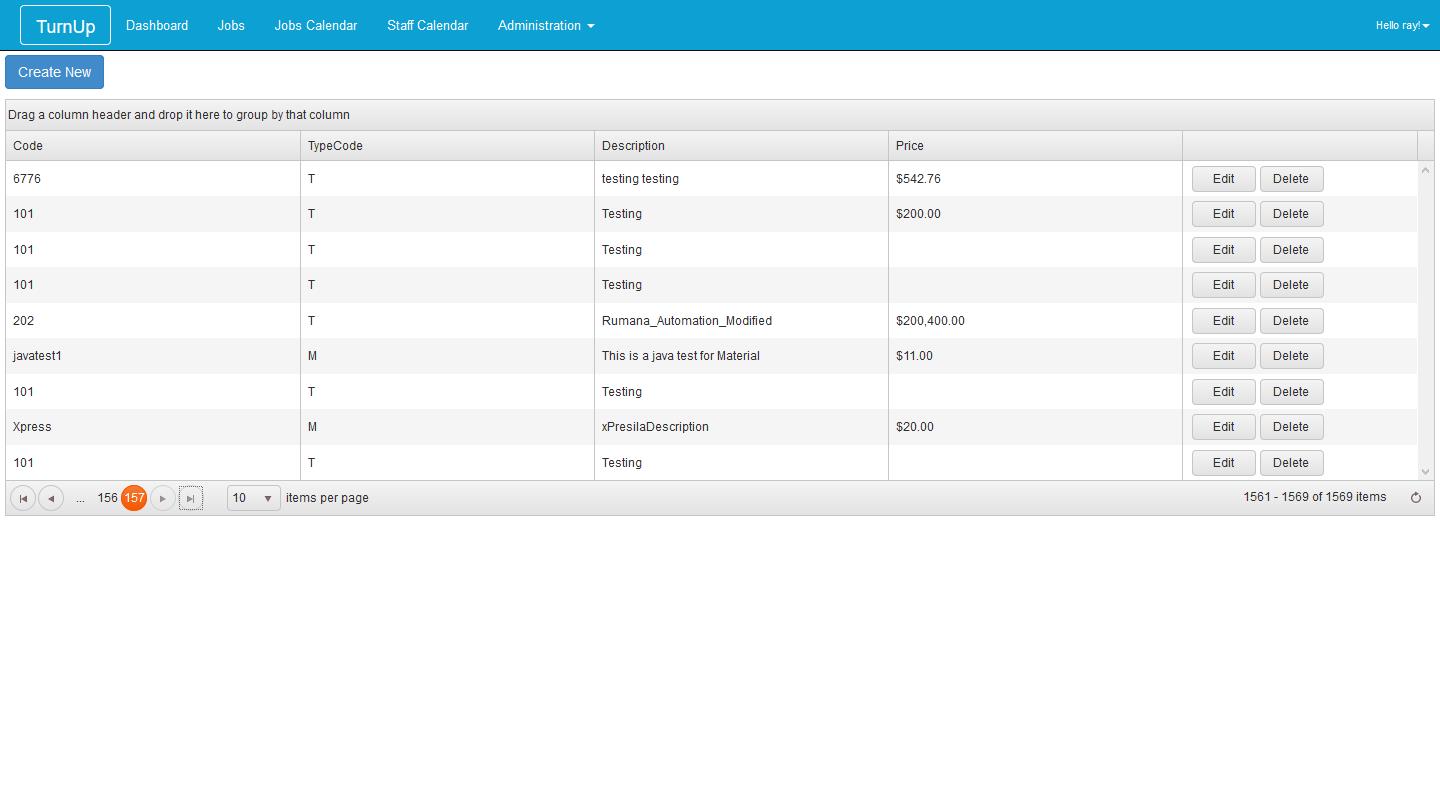 TurnUp Dashboard Jobs Jobs Calendar Staff Calendar Administration Hello ray!
Create New
Drag a column header and drop it here to group by that column
Code TypeCode Description Price
6776 T testing testing $542.76 Edit Delete
101 T Testing $200.00 Edit Delete
101 T Testing Edit Delete
101 T Testing Edit Delete
202 T Rumana_Automation_Modified $200,400.00 Edit Delete
javatest1 M This is a java test for Material $11.00 Edit Delete
101 T Testing Edit Delete
Xpress M xPresilaDescription $20.00 Edit Delete
101 T Testing Edit Delete
... 156 157 10 items per page 1561 - 1569 of 1569 items